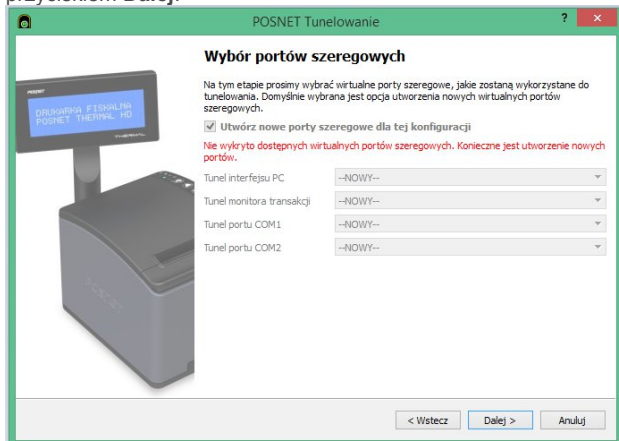 przyciskiem Dalej.
POSNET Tunelowanie
?
×
Wybór portów szeregowych
Na tym etapie prosimy wybrać wirtualne porty szeregowe, jakie zostaną wykorzystane do
tunelowania. Domyślnie wybrana jest opcja utworzenia nowych wirtualnych portów
szeregowych.
Utwórz nowe porty szeregowe dla tej konfiguracji
Nie wykryto dostępnych wirtualnych portów szeregowych. Konieczne jest utworzenie nowych
portów.
Tunel interfejsu PC
--NOWY--
Tunel monitora transakcji
--NOWY--
Tunel portu COM1
--NOWY--
Tunel portu COM2
--NOWY--
DRUKARKA FISKALNA
POSNET THERMAL HD
< Wstecz
Dalej >
Anuluj